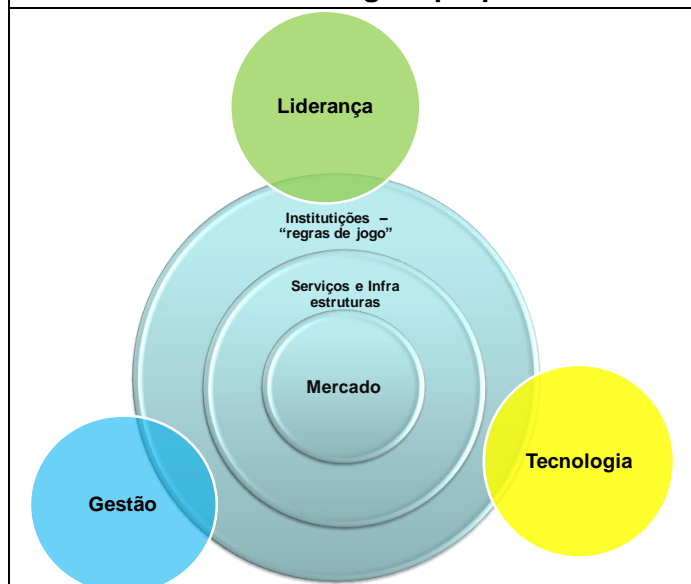 Liderança
Institutições –
“regras de jogo”
Serviços e Infra
estruturas
Mercado
Tecnologia
Gestão